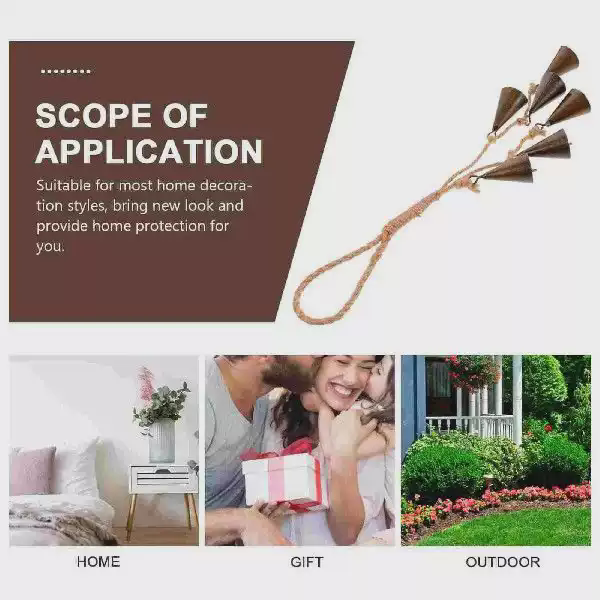 SCOPE OF
APPLICATION
Suitable for most home decora-
tion styles, bring new look and
provide home protection for
you.
HOME
GIFT
OUTDOOR